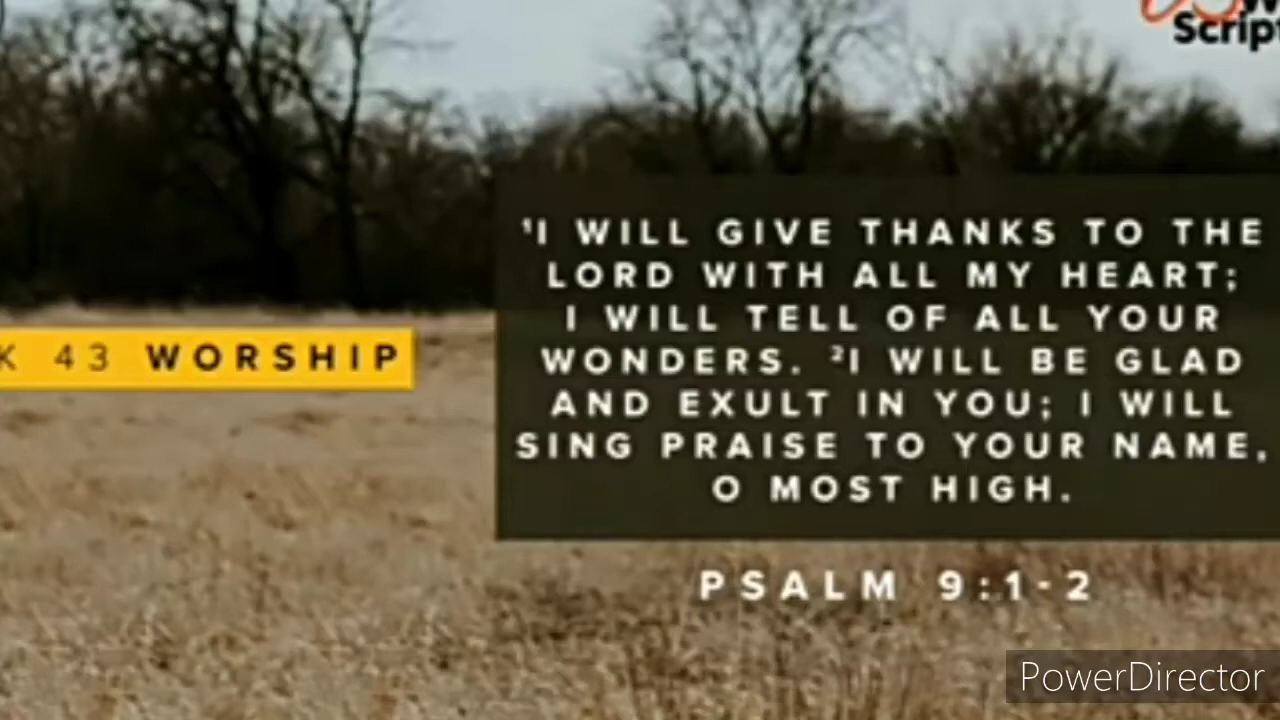 Script
¹I WILL GIVE THANKS TO THE
LORD WITH ALL MY HEART;
I WILL TELL OF ALL YOUR
WONDERS. ²I WILL BE GLAD
AND EXULT IN YOU; I WILL
SING PRAISE TO YOUR NAME,
O MOST HIGH.
K 43 WORSHIP
PSALM 9:1-2
PowerDirector